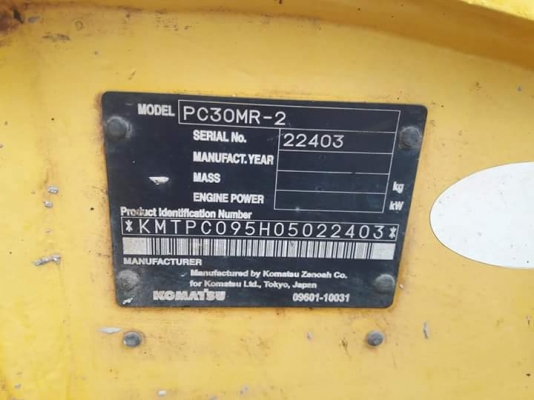 MODEL PC30MR-2
SERIAL No. 22403
MANUFACT.YEAR
MASS kg
ENGINE POWER kW
Product Identification Number
*KMTPC095H05022403*
MANUFACTURER
Manufactured by Komatsu Zenoah Co.
for Komatsu Ltd., Tokyo, Japan
KOMATSU 09601-10031